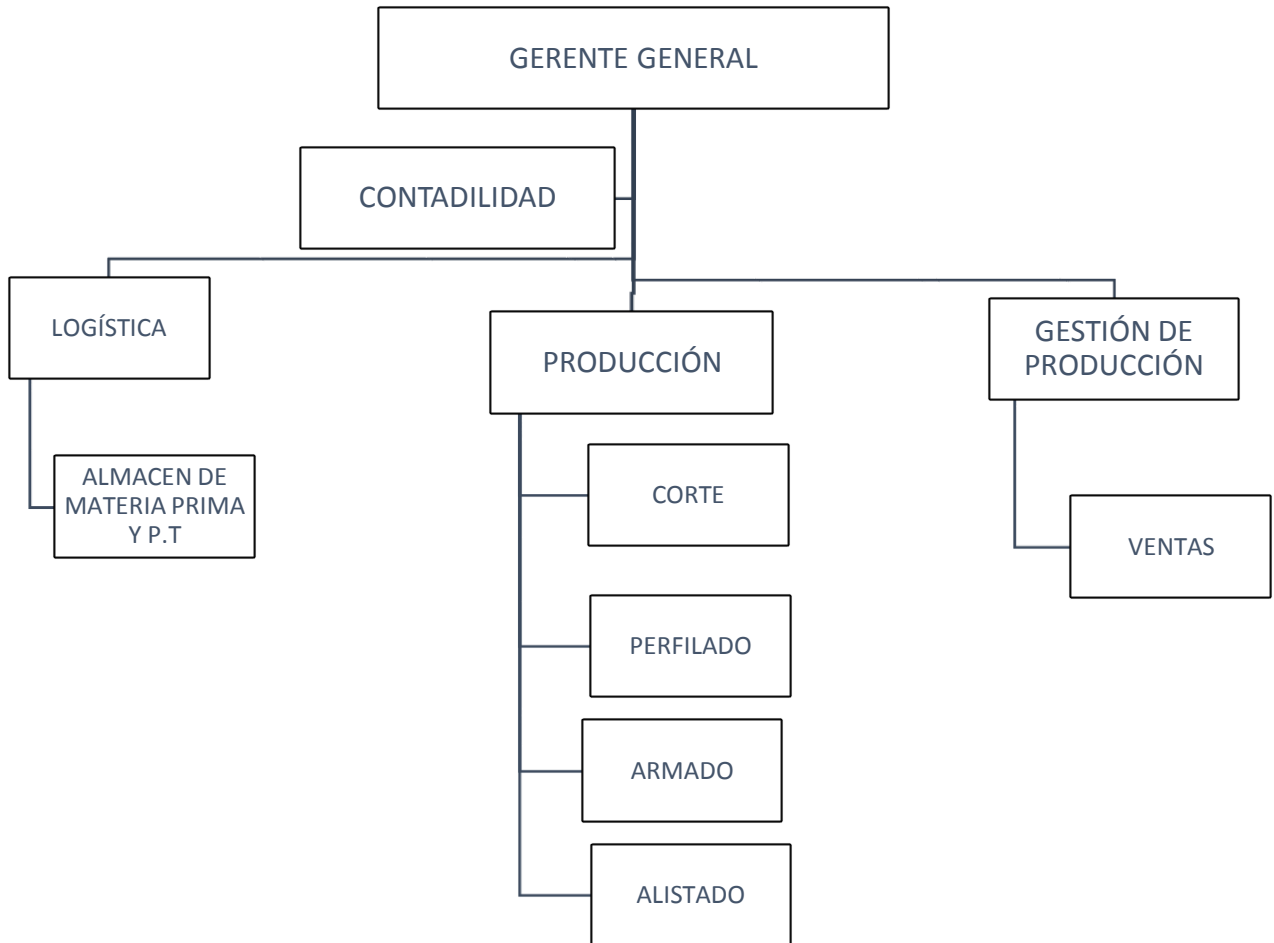 GERENTE GENERAL
CONTADILIDAD
LOGÍSTICA
PRODUCCIÓN
GESTIÓN DE
PRODUCCIÓN
ALMACEN DE
MATERIA PRIMA
Y P.T
CORTE
VENTAS
PERFILADO
ARMADO
ALISTADO